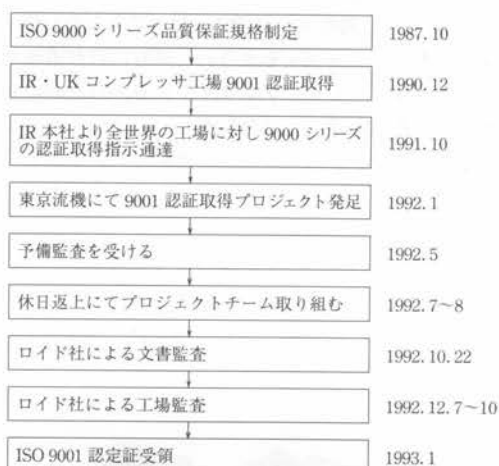 ISO 9000 シリーズ品質保証規格制定 1987.10
IR・UK コンプレッサ工場 9001 認証取得 1990.12
IR 本社より全世界の工場に対し 9000 シリーズ
の認証取得指示通達 1991.10
東京流機にて 9001 認証取得プロジェクト発足 1992.1
予備監査を受ける 1992.5
休日返上にてプロジェクトチーム取り組む 1992.7~8
ロイド社による文書監査 1992.10.22
ロイド社による工場監査 1992.12.7~10
ISO 9001 認定証受領 1993.1